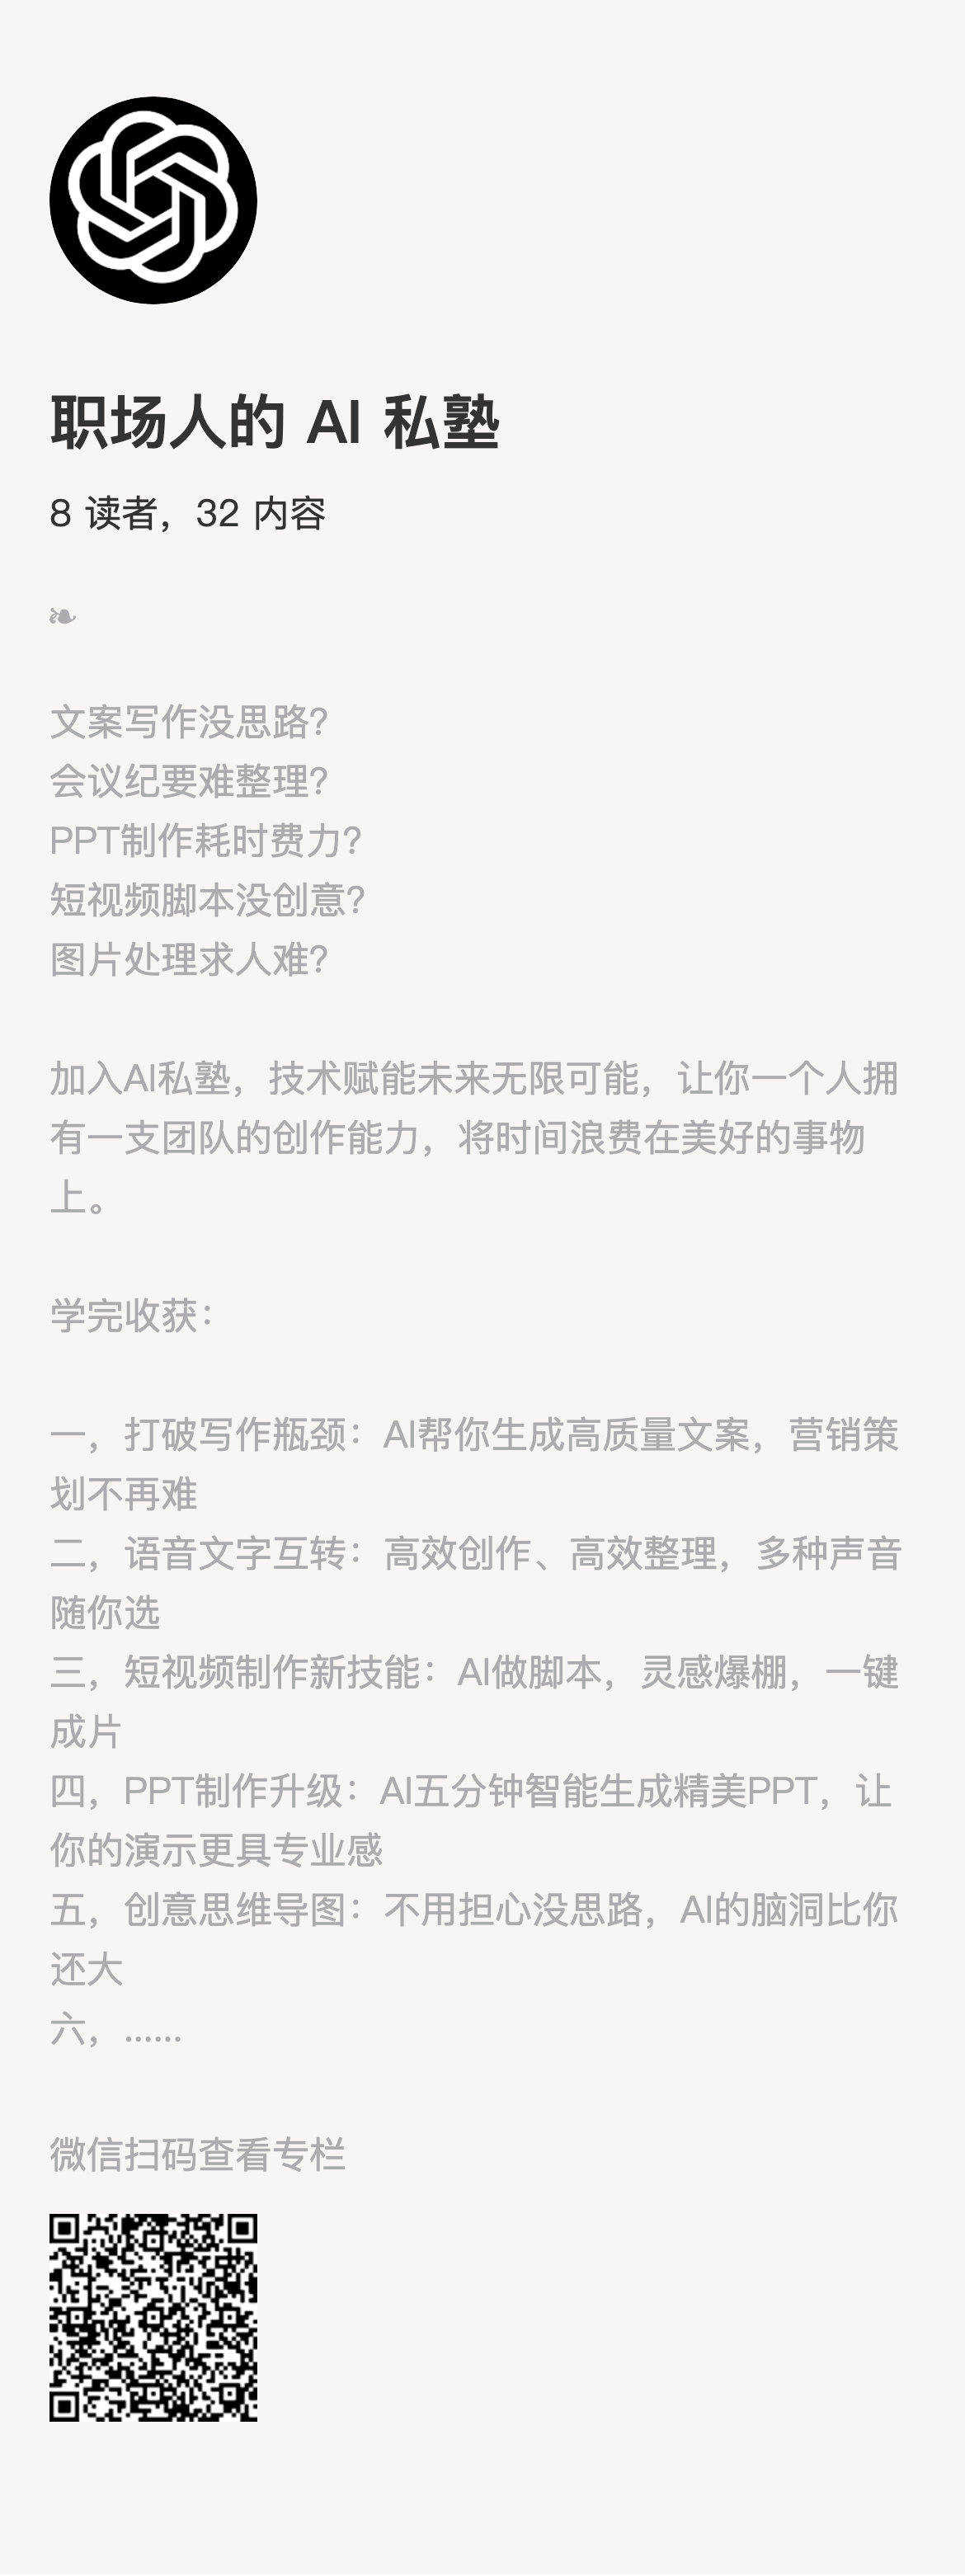 职场人的 AI 私塾
8 读者，32 内容
❧
文案写作没思路？
会议纪要难整理？
PPT制作耗时费力？
短视频脚本没创意？
图片处理求人难？
加入AI私塾，技术赋能未来无限可能，让你一个人拥
有一支团队的创作能力，将时间浪费在美好的事物
上。
学完收获：
一，打破写作瓶颈：AI帮你生成高质量文案，营销策
划不再难
二，语音文字互转：高效创作、高效整理，多种声音
随你选
三，短视频制作新技能：AI做脚本，灵感爆棚，一键
成片
四，PPT制作升级：AI五分钟智能生成精美PPT，让
你的演示更具专业感
五，创意思维导图：不用担心没思路，AI的脑洞比你
还大
六，......
微信扫码查看专栏